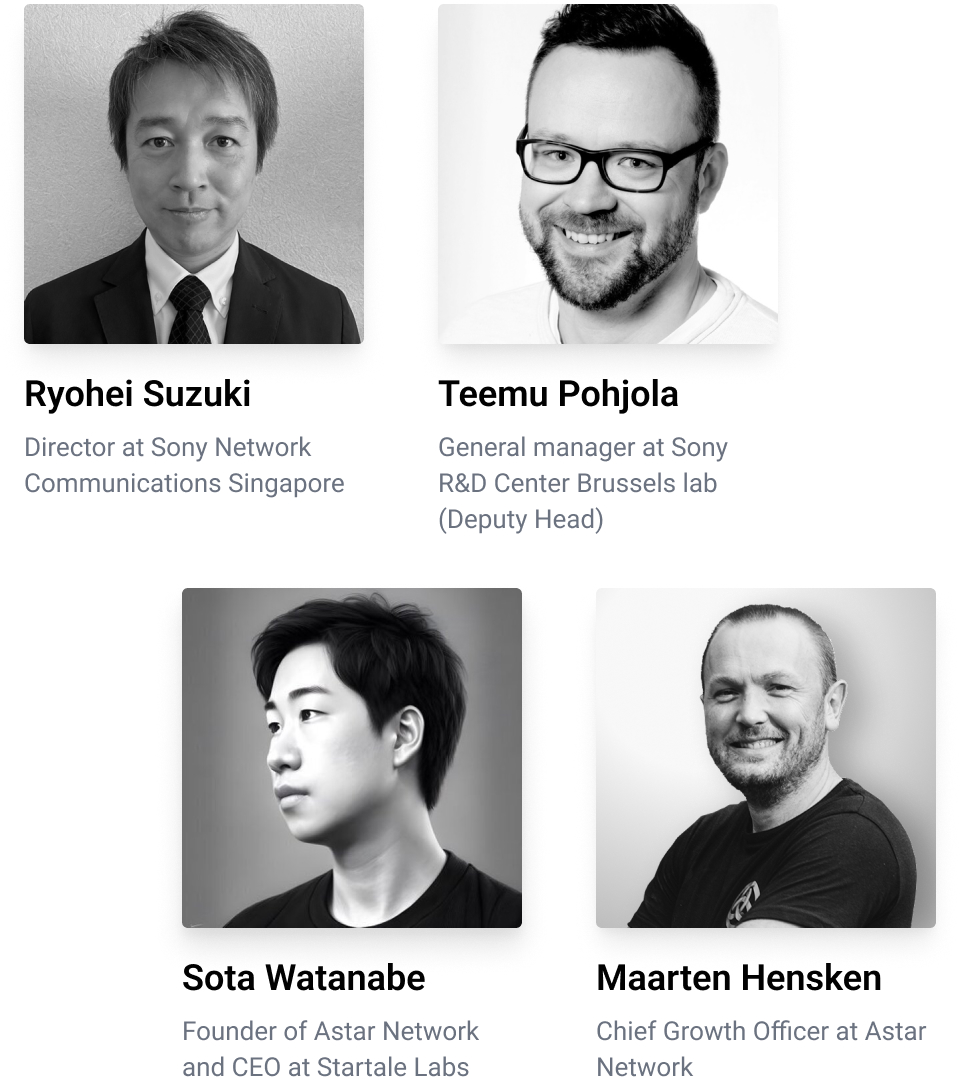 Ryohei Suzuki
Director at Sony Network
Communications Singapore
Teemu Pohjola
General manager at Sony
R&D Center Brussels lab
(Deputy Head)
Sota Watanabe
Founder of Astar Network
and CEO at Startale Labs
Maarten Hensken
Chief Growth Officer at Astar
Network